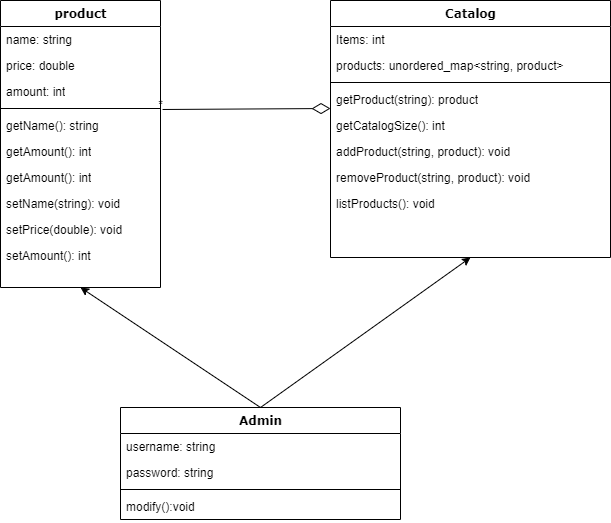 product
name: string
price: double
amount: int
getName(): string
getAmount(): int
getAmount(): int
setName(string): void
setPrice(double): void
setAmount(): int
*
Catalog
Items: int
products: unordered_map<string, product>
getProduct(string): product
getCatalogSize(): int
addProduct(string, product): void
removeProduct(string, product): void
listProducts(): void
Admin
username: string
password: string
modify():void